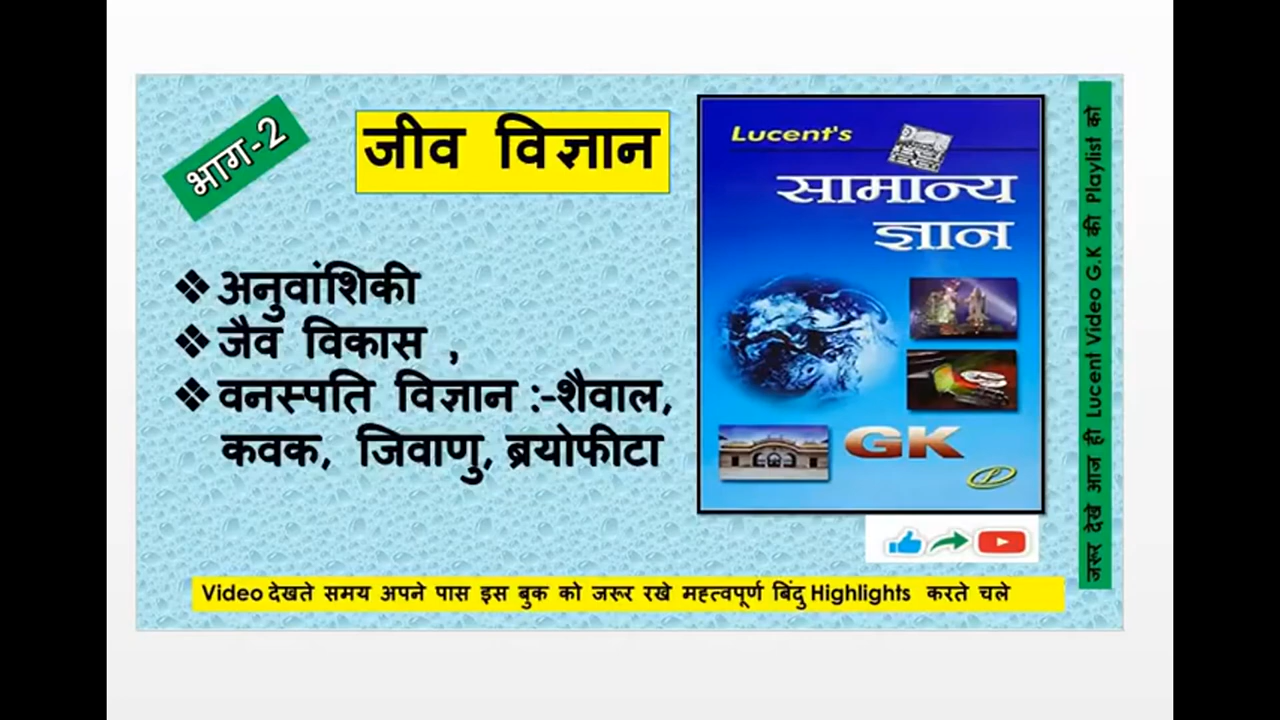 भाग-2
जीव विज्ञान
❖ अनुवांशिकी
❖ जैव विकास ,
❖ वनस्पति विज्ञान :-शैवाल,
कवक, जिवाणु, ब्रयोफीटा
Lucent's
सामान्य
ज्ञान
GK
Video देखते समय अपने पास इस बुक को जरूर रखे महत्वपूर्ण बिंदु Highlights करते चले
जरूर देखे आज ही Lucent Video G.K की Playlist को